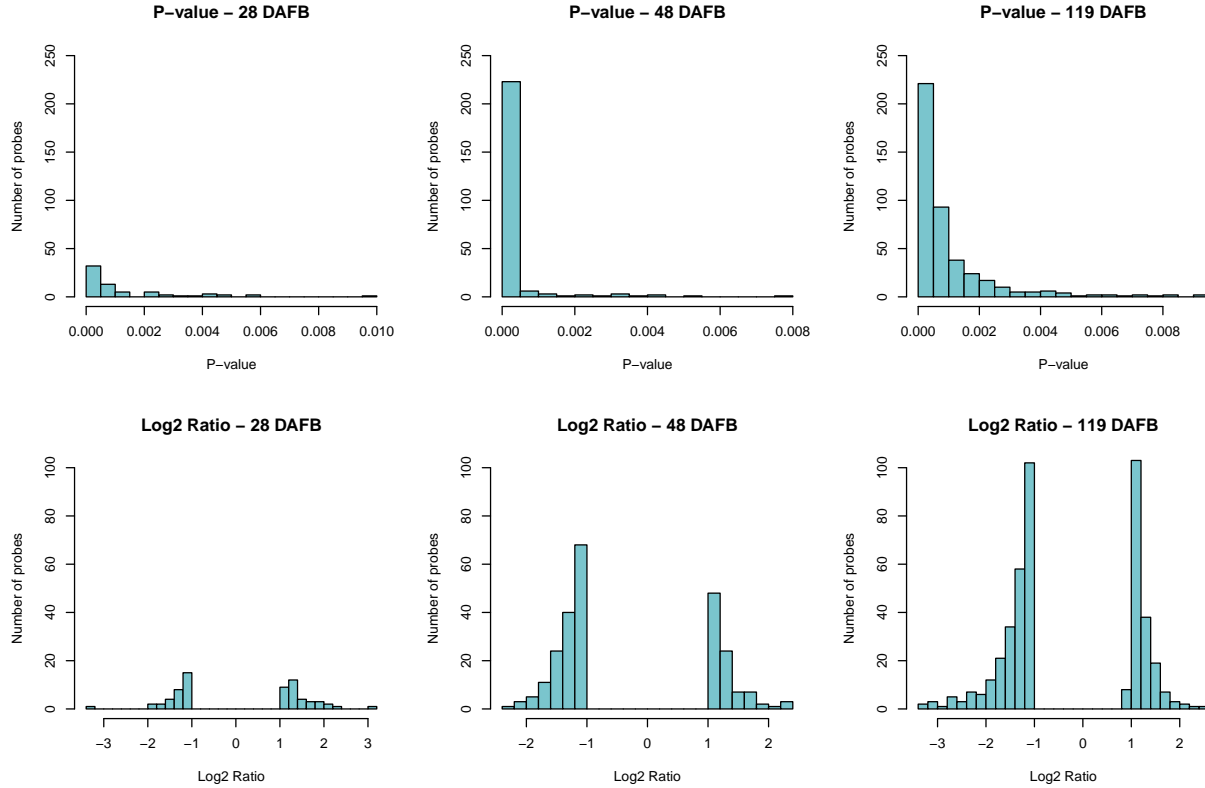 P−value − 28 DAFB
P−value − 48 DAFB
P−value − 119 DAFB
Number of probes
0 50 100 150 200 250
0.000 0.002 0.004 0.006 0.008 0.010
P−value
Number of probes
0 50 100 150 200 250
0.000 0.002 0.004 0.006 0.008
P−value
Number of probes
0 50 100 150 200 250
0.000 0.002 0.004 0.006 0.008
P−value
Log2 Ratio − 28 DAFB
Log2 Ratio − 48 DAFB
Log2 Ratio − 119 DAFB
Number of probes
0 20 40 60 80 100
−3 −2 −1 0 1 2 3
Log2 Ratio
Number of probes
0 20 40 60 80 100
−2 −1 0 1 2
Log2 Ratio
Number of probes
0 20 40 60 80 100
−3 −2 −1 0 1 2
Log2 Ratio